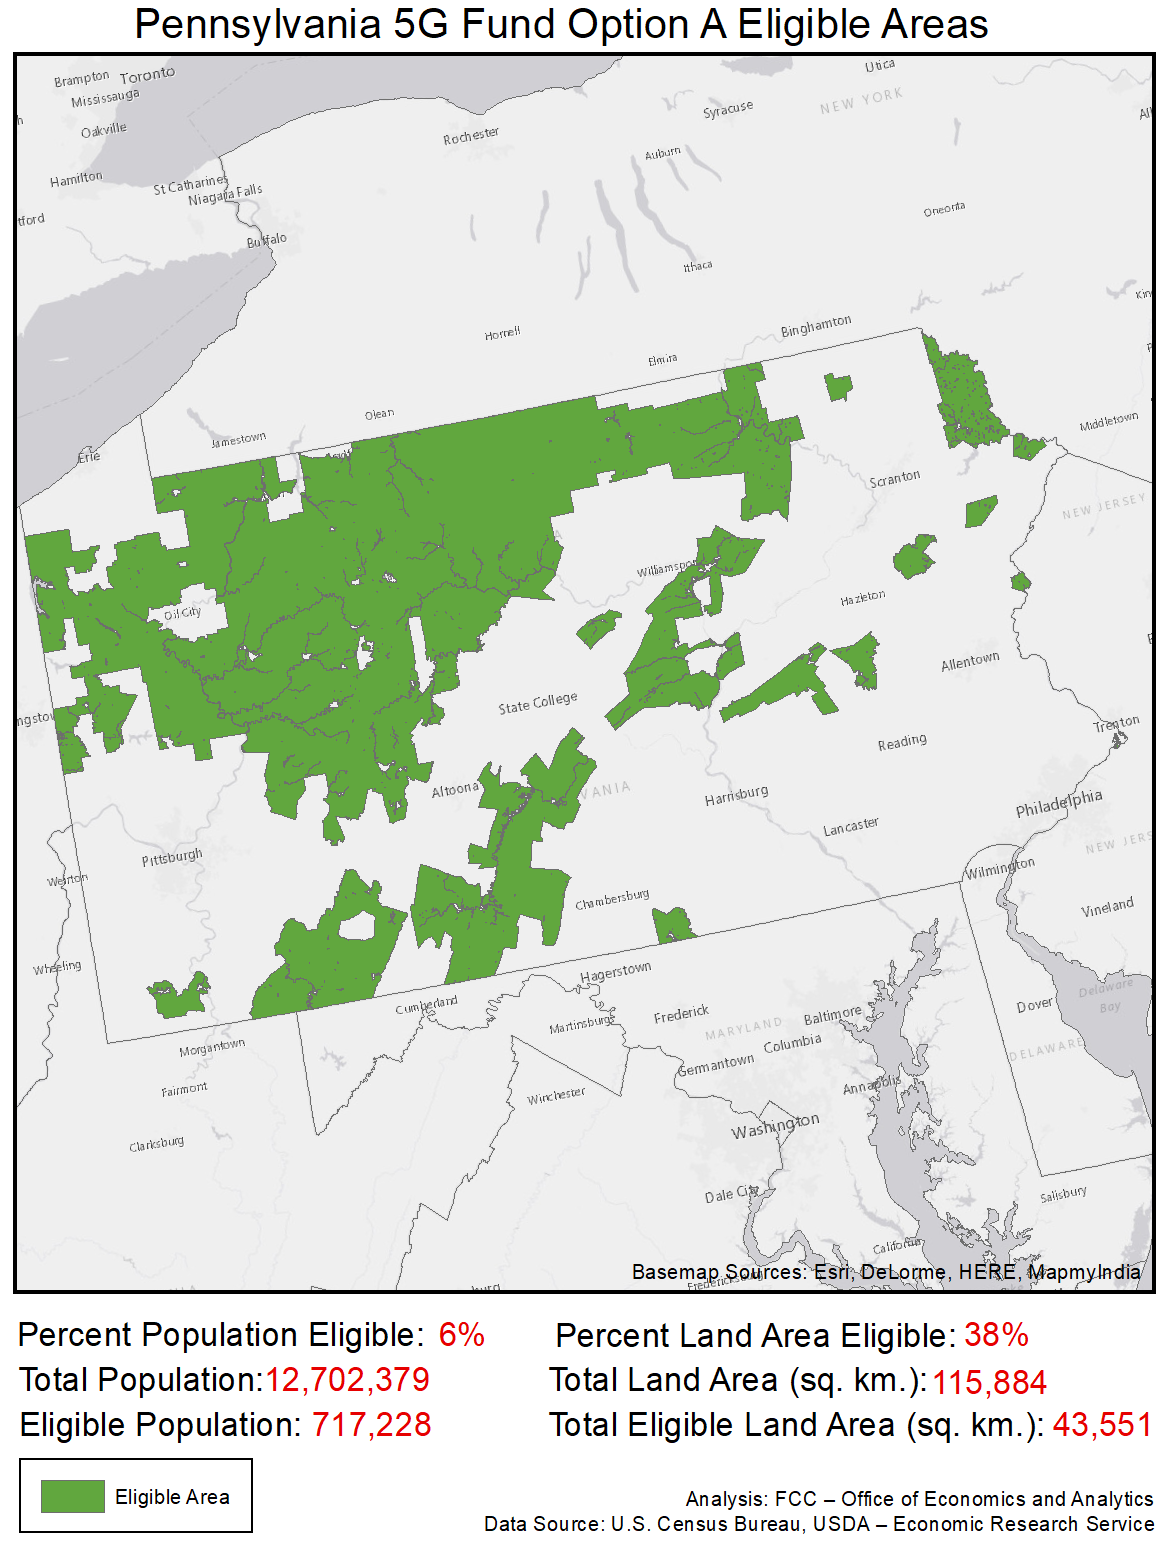 Pennsylvania 5G Fund Option A Eligible Areas
Brampton
Toronto
Mississauga
Oakville
Hamilton
St Catharines
Niagara Falls
tford
Buffalo
Rochester
Syracuse
Utica
NEW YORK
Auburn
Oneonta
Ithaca
Hornell
Binghamton
Elmira
Olean
Jamestown
Erie
Middletown
Scranton
NEW JERSEY
Williamspor
Oil City
Hazleton
Allentown
State College
ngstow
Trenton
Reading
Altoona
VANIA
Harrisburg
Philadelphia
Lancaster
Pittsburgh
NEW JERS
Weirton
Wilmington
Chambersburg
Vineland
Wheeling
Hagerstown
Cumberland
Delaware
Bay
Dover
Martinsburg
Frederick
MARYLAND
Baltimore
Columbia
DELAWARE
Morgantown
Germantown
Annapolis
Fairmont
Winchester
Washington
Clarksburg
Dale City
Salisbury
California
Fredericksburg
Basemap Sources: Esri, DeLorme, HERE, MapmyIndia
Percent Population Eligible: 6%
Percent Land Area Eligible: 38%
Total Population:12,702,379
Total Land Area (sq. km.): 115,884
Eligible Population: 717,228
Total Eligible Land Area (sq. km.): 43,551
Eligible Area
Analysis: FCC – Office of Economics and Analytics
Data Source: U.S. Census Bureau, USDA – Economic Research Service